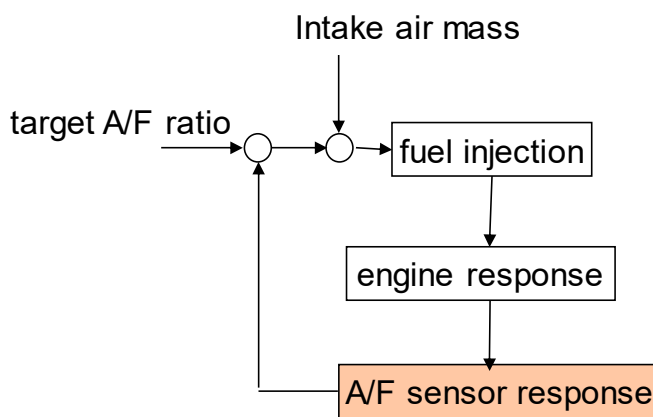 Intake air mass
target A/F ratio
fuel injection
engine response
A/F sensor response